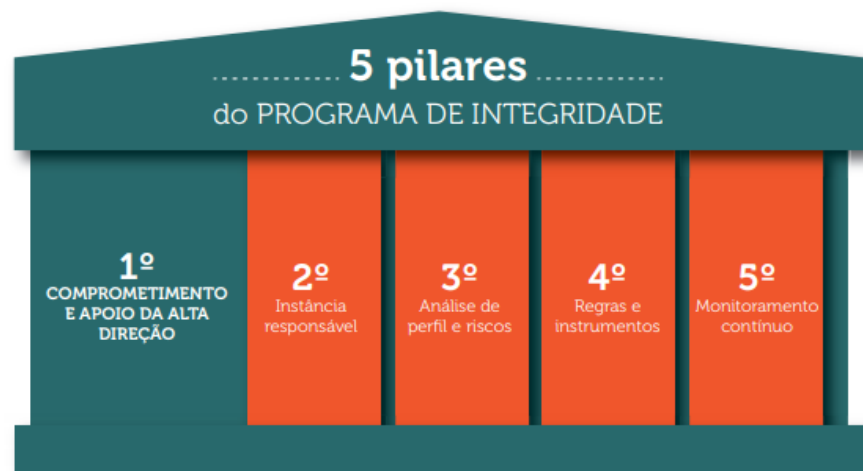 5 pilares
do PROGRAMA DE INTEGRIDADE
1º
COMPROMETIMENTO
E APOIO DA ALTA
DIREÇÃO
2º
Instância
responsável
3º
Análise de
perfil e riscos
4º
Regras e
instrumentos
5º
Monitoramento
contínuo